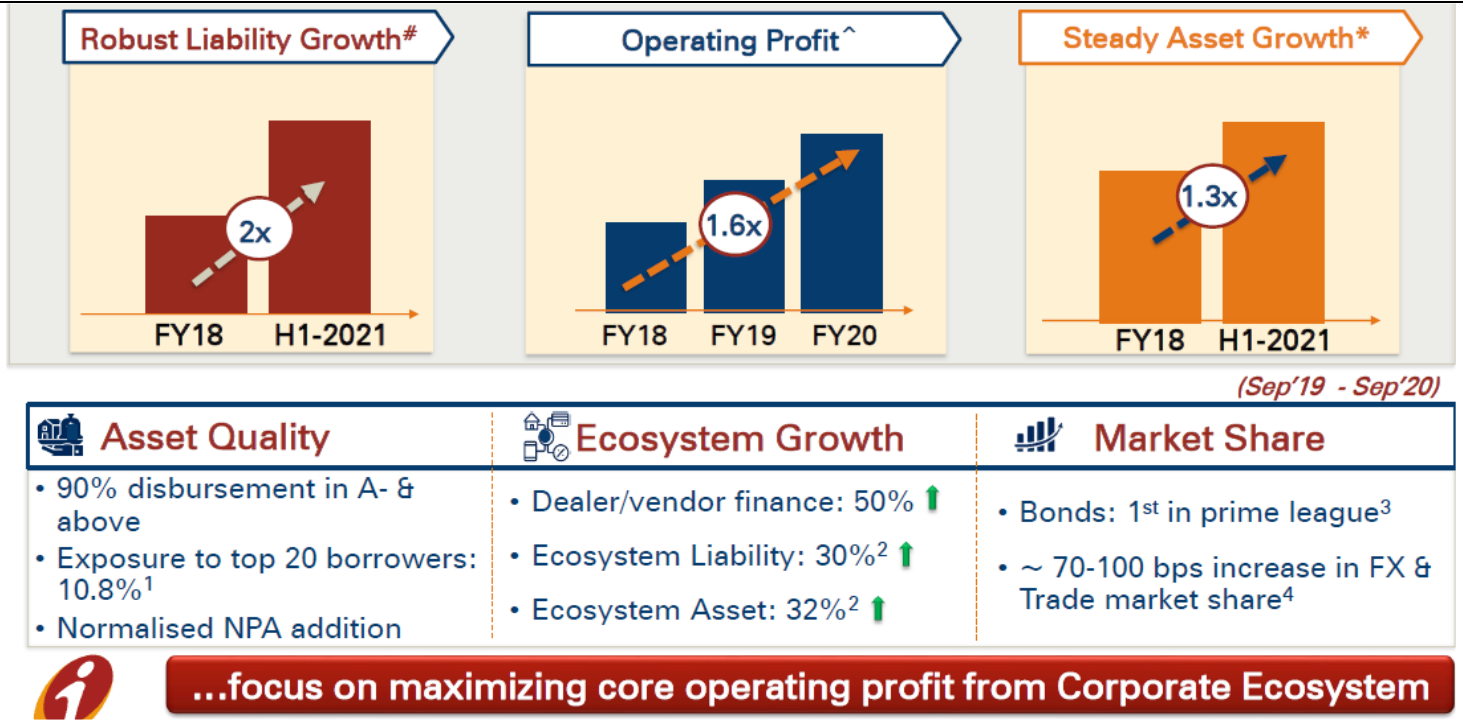 Robust Liability Growth#
Operating Profit^
Steady Asset Growth*
2x
FY18 H1-2021
1.6x
FY18 FY19 FY20
1.3x
FY18 H1-2021
(Sep'19 - Sep'20)
Asset Quality
• 90% disbursement in A- &
above
• Exposure to top 20 borrowers:
10.8%¹
• Normalised NPA addition
Ecosystem Growth
• Dealer/vendor finance: 50%
• Ecosystem Liability: 30%²
• Ecosystem Asset: 32%²
Market Share
• Bonds: 1st in prime league³
• ~ 70-100 bps increase in FX &
Trade market share⁴
...focus on maximizing core operating profit from Corporate Ecosystem